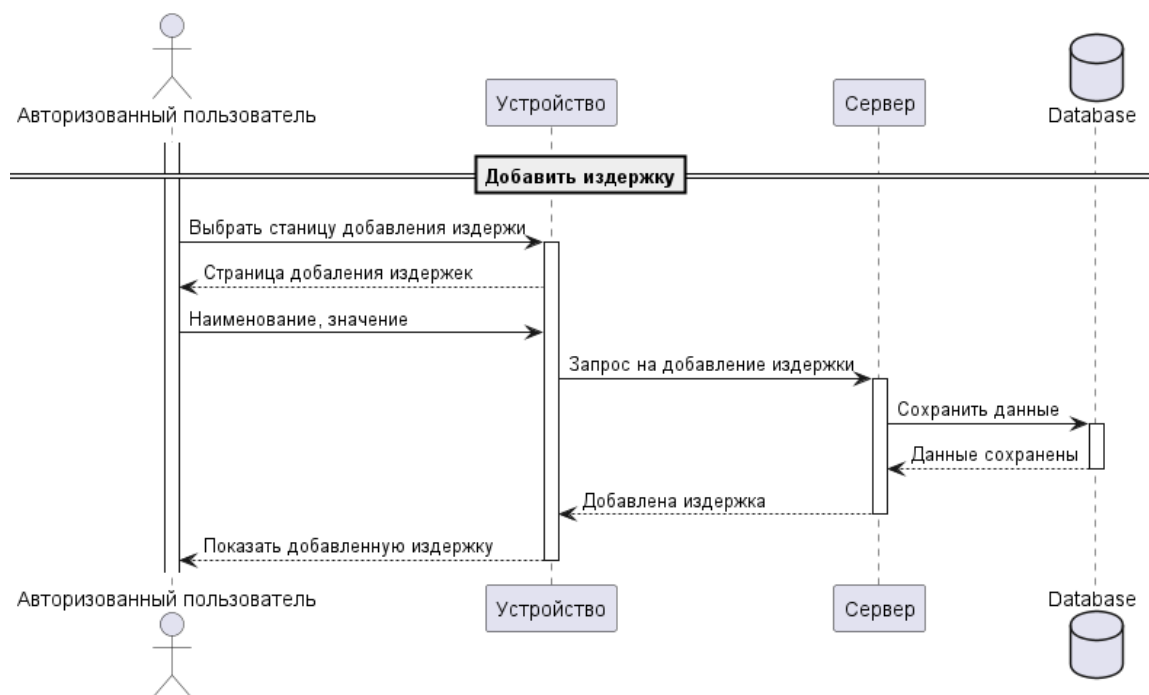 Авторизованный пользователь
Устройство
Сервер
Database
Добавить издержку
Выбрать станицу добавления издержи
Страница добаления издержек
Наименование, значение
Запрос на добавление издержки
Сохранить данные
Данные сохранены
Добавлена издержка
Показать добавленную издержку
Авторизованный пользователь
Устройство
Сервер
Database